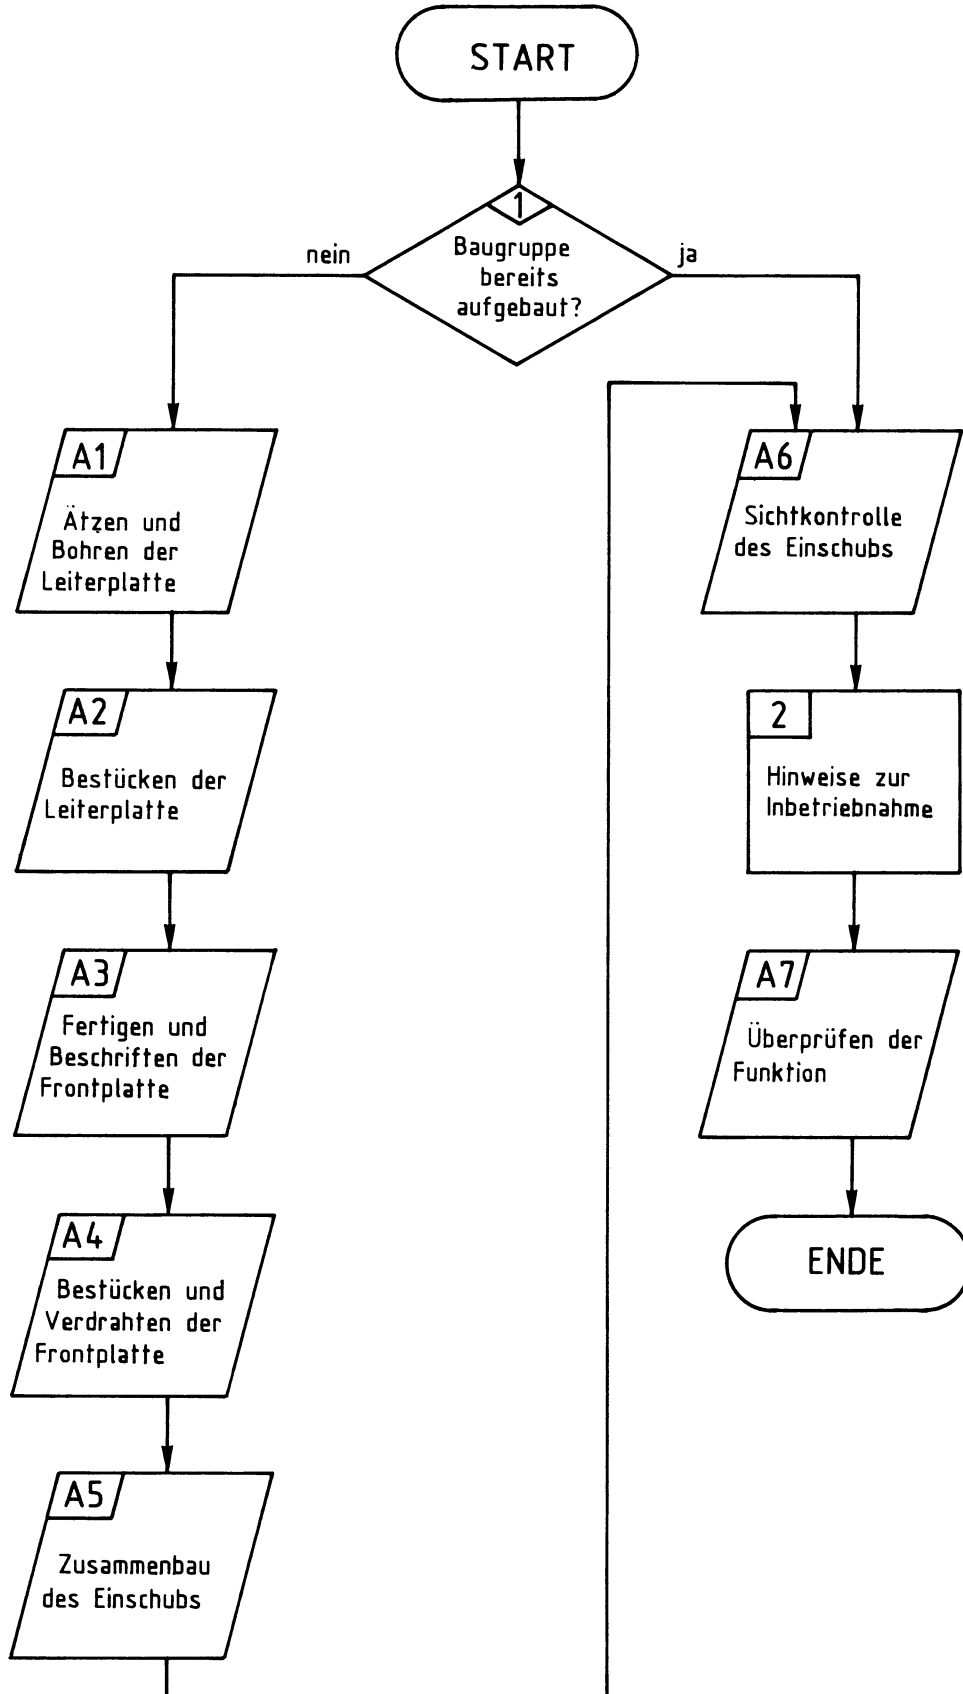 START
1
Baugruppe
bereits
aufgebaut?
nein
ja
A1
Ätzen und
Bohren der
Leiterplatte
A2
Bestücken der
Leiterplatte
A3
Fertigen und
Beschriften der
Frontplatte
A4
Bestücken und
Verdrahten der
Frontplatte
A5
Zusammenbau
des Einschubs
A6
Sichtkontrolle
des Einschubs
2
Hinweise zur
Inbetriebnahme
A7
Überprüfen der
Funktion
ENDE